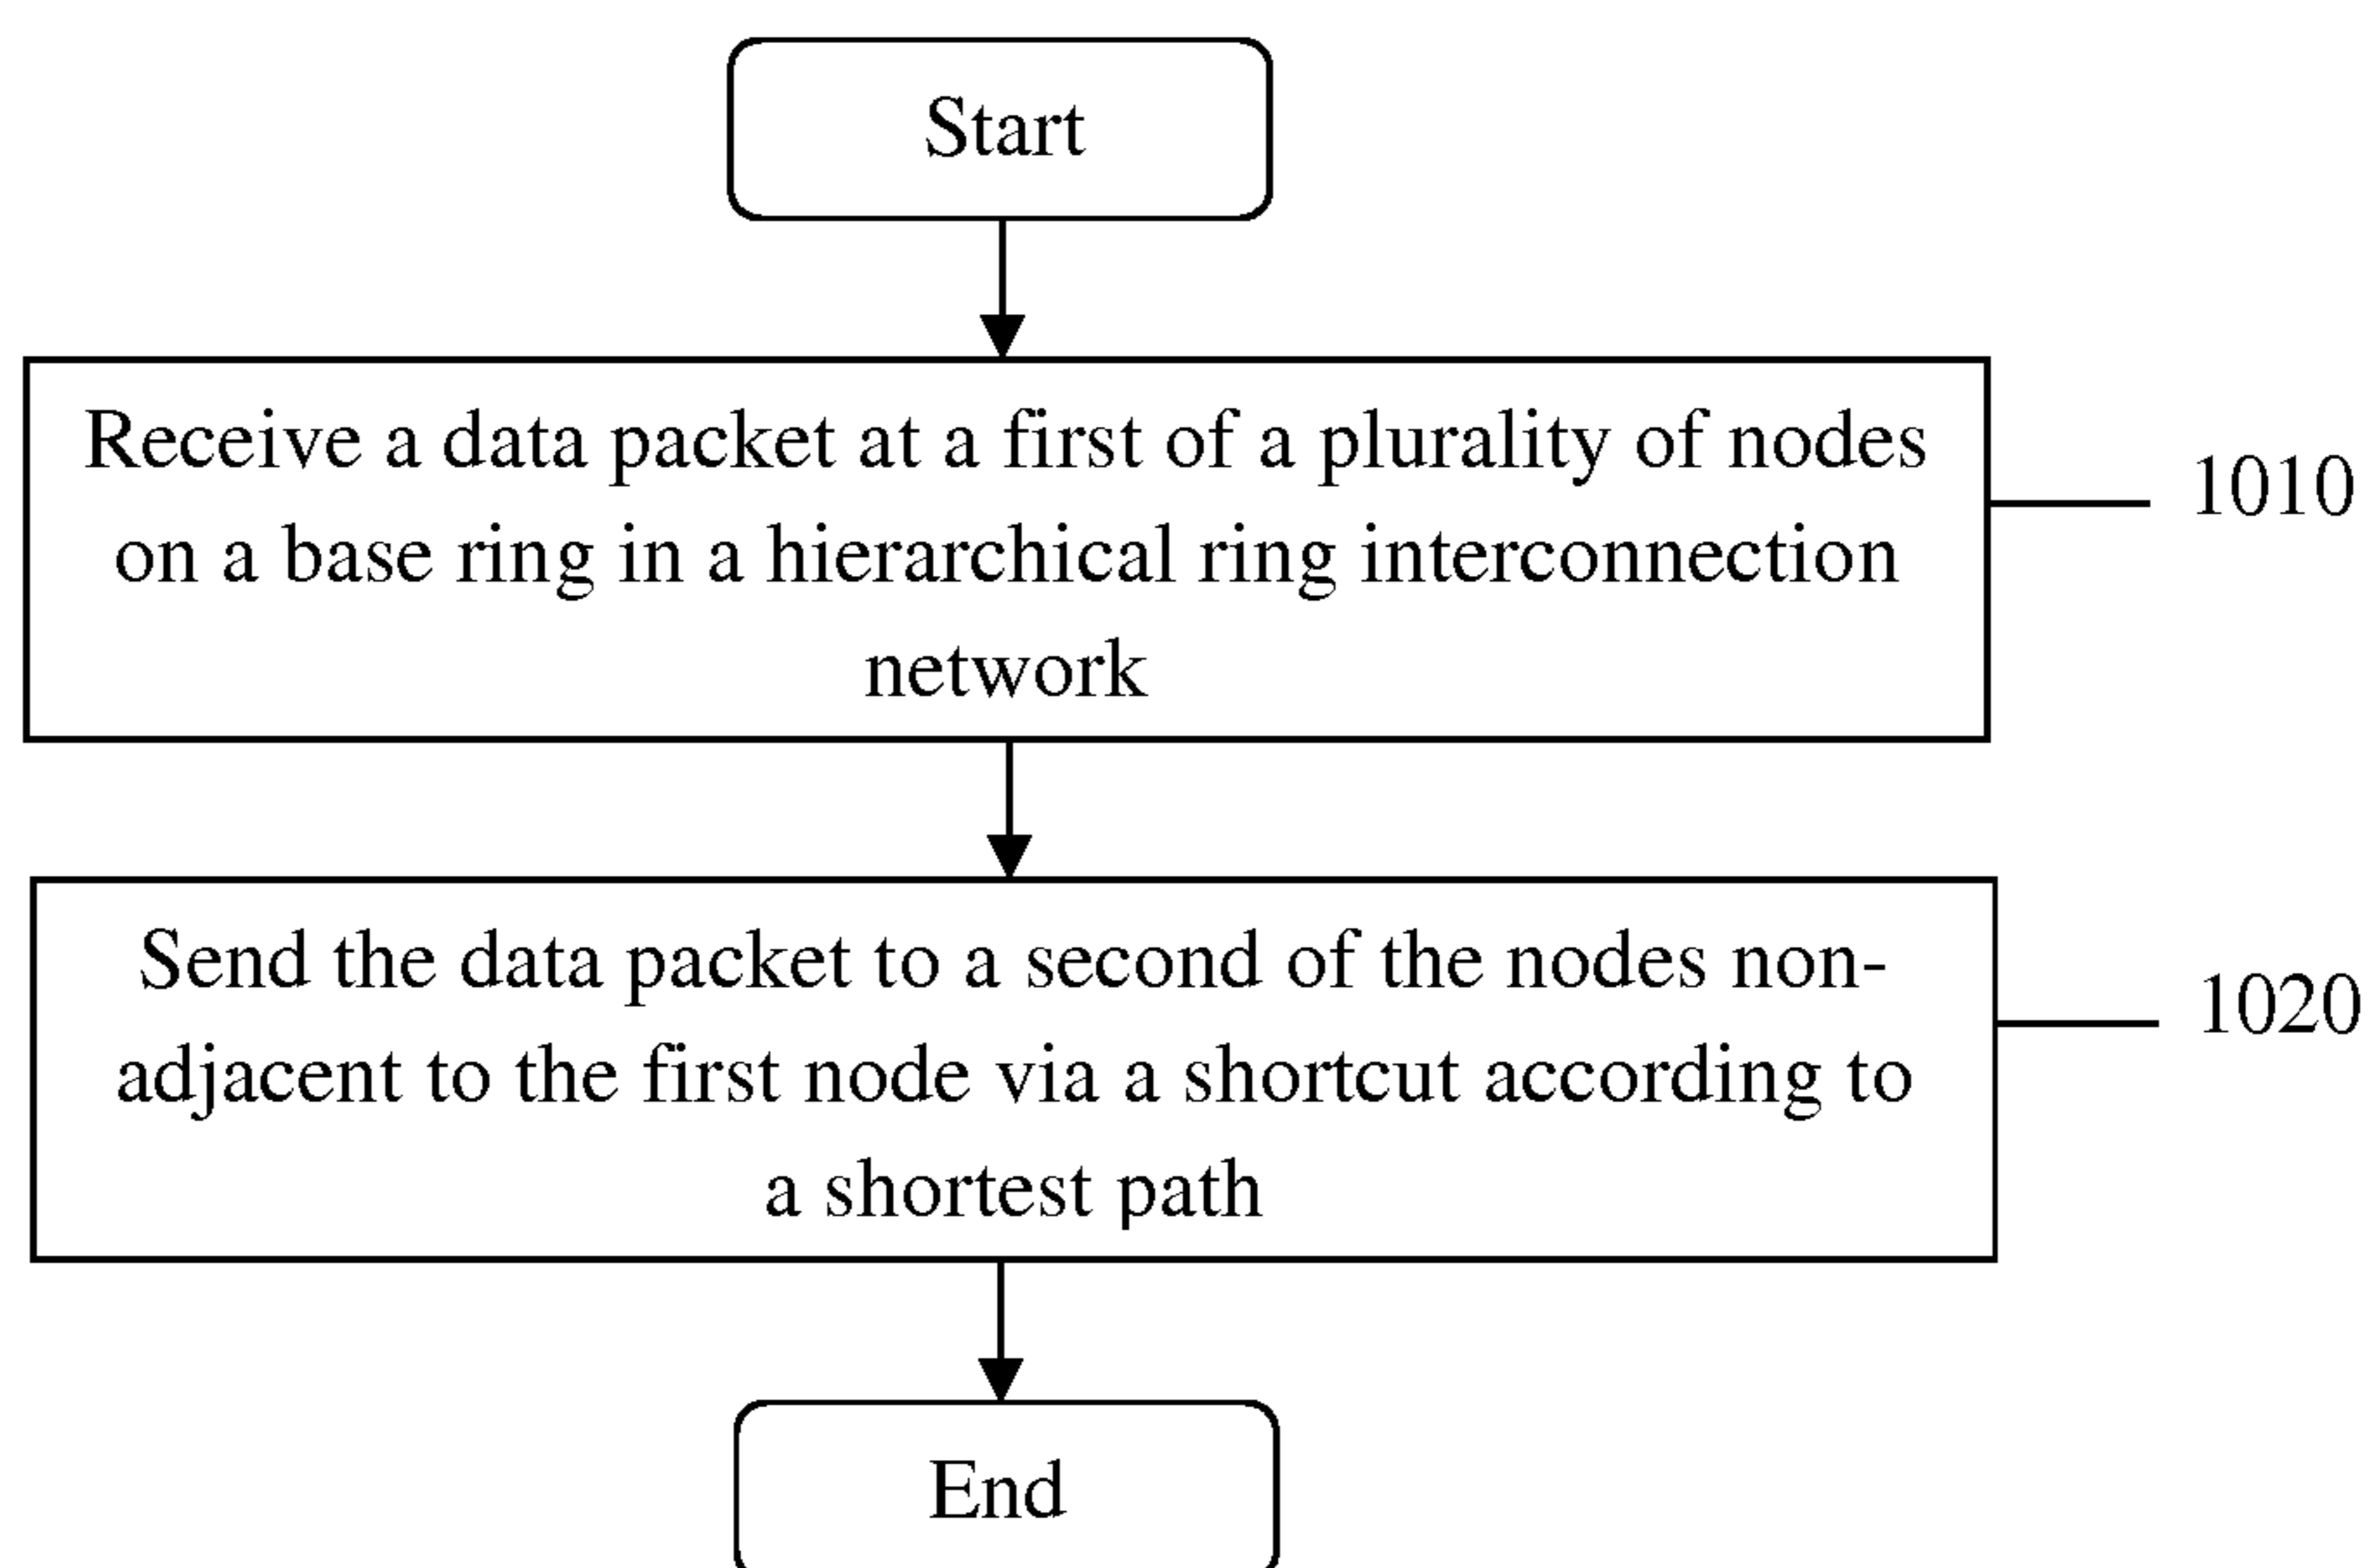 Start
Receive a data packet at a first of a plurality of nodes
on a base ring in a hierarchical ring interconnection
network
1010
Send the data packet to a second of the nodes non-
adjacent to the first node via a shortcut according to
a shortest path
1020
End